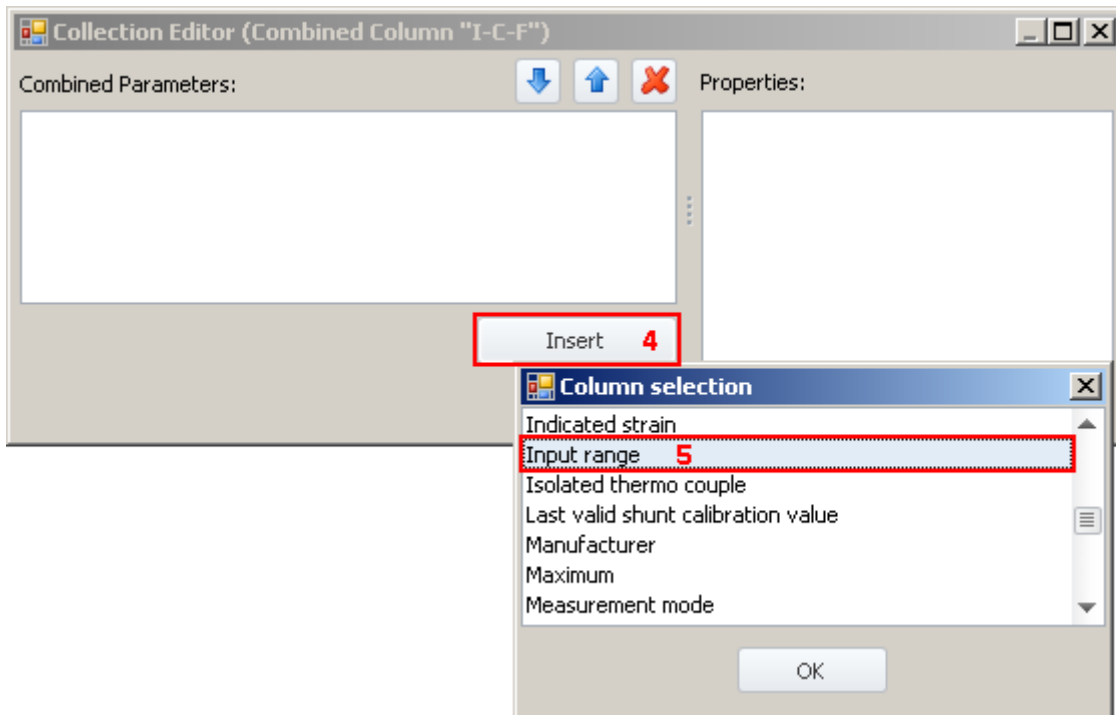 Collection Editor (Combined Column "I-C-F")
Combined Parameters:
Properties:
Insert 4
Column selection
Indicated strain
Input range 5
Isolated thermo couple
Last valid shunt calibration value
Manufacturer
Maximum
Measurement mode
OK